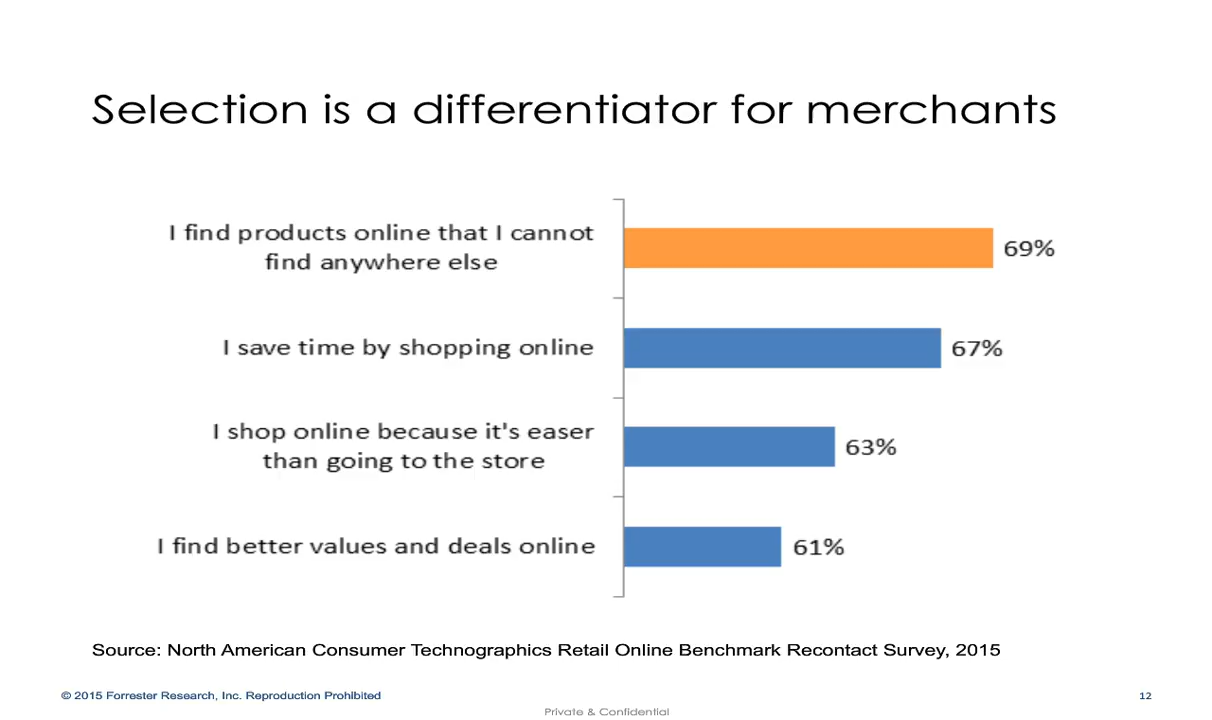 Selection is a differentiator for merchants
I find products online that I cannot
find anywhere else
69%
I save time by shopping online
67%
I shop online because it's easer
than going to the store
63%
I find better values and deals online
61%
Source: North American Consumer Technographics Retail Online Benchmark Recontact Survey, 2015
© 2015 Forrester Research, Inc. Reproduction Prohibited
12
Private & Confidential